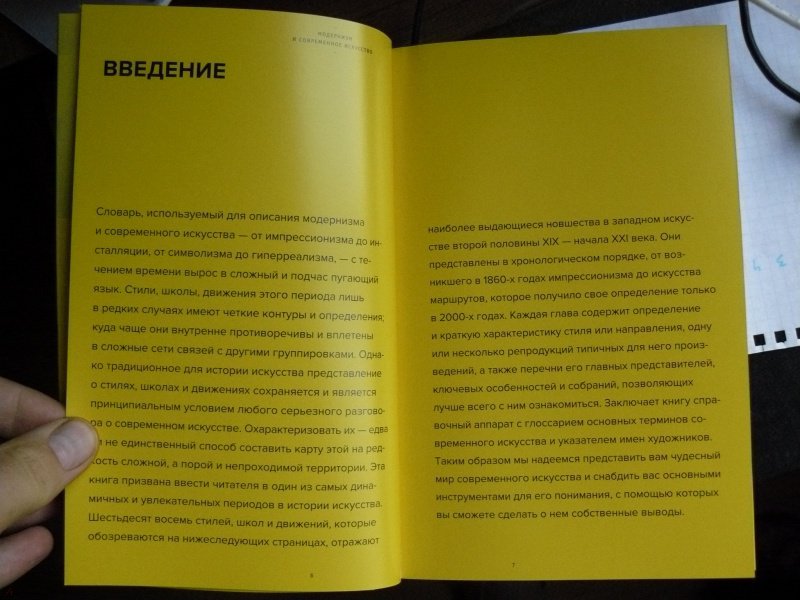 МОДЕРНИЗМ
И СОВРЕМЕННОЕ ИСКУССТВО
ВВЕДЕНИЕ
Словарь, используемый для описания модернизма
и современного искусства — от импрессионизма до ин-
сталляции, от символизма до гиперреализма, — с те-
чением времени вырос в сложный и подчас пугающий
язык. Стили, школы, движения этого периода лишь
в редких случаях имеют четкие контуры и определения;
куда чаще они внутренне противоречивы и вплетены
в сложные сети связей с другими группировками. Одна-
ко традиционное для истории искусства представление
о стилях, школах и движениях сохраняется и является
принципиальным условием любого серьезного разгово-
ра о современном искусстве. Охарактеризовать их — едва
и не единственный способ составить карту этой на ред-
кость сложной, а порой и непроходимой территории. Эта
книга призвана ввести читателя в один из самых дина-
мичных и увлекательных периодов в истории искусства.
Шестьдесят восемь стилей, школ и движений, которые
обозреваются на нижеследующих страницах, отражают
6
наиболее выдающиеся новшества в западном искус-
стве второй половины XIX — начала XXI века. Они
представлены в хронологическом порядке, от воз-
никшего в 1860-х годах импрессионизма до искусства
маршрутов, которое получило свое определение только
в 2000-х годах. Каждая глава содержит определение
и краткую характеристику стиля или направления, одну
или несколько репродукций типичных для него произ-
ведений, а также перечни его главных представителей,
ключевых особенностей и собраний, позволяющих
лучше всего с ним ознакомиться. Заключает книгу спра-
вочный аппарат с глоссарием основных терминов со-
временного искусства и указателем имен художников.
Таким образом мы надеемся представить вам чудесный
мир современного искусства и снабдить вас основными
инструментами для его понимания, с помощью которых
вы сможете сделать о нем собственные выводы.
7